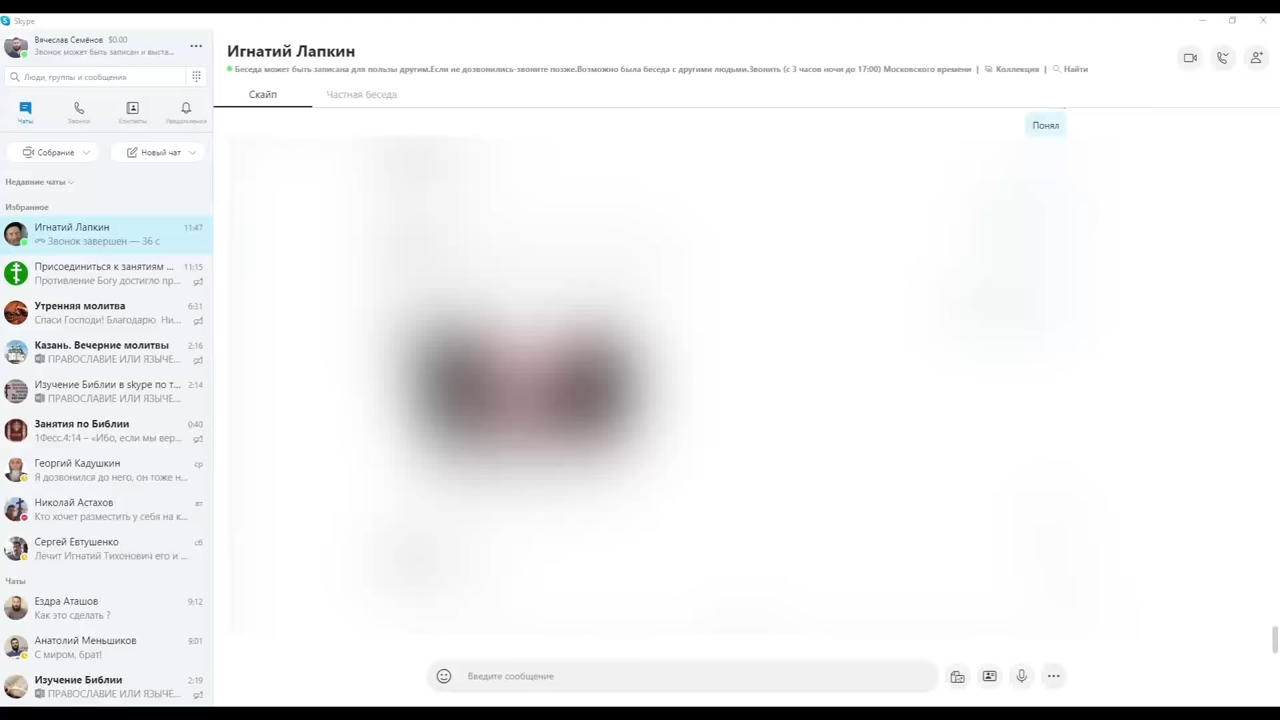 Skype
Вячеслав Семёнов $0.00
Звонок может быть записан и выста...
Люди, группы и сообщения
Чаты
Звонки
Контакты
Уведомления
Собрание
Новый чат
Недавние чаты
Избранное
Игнатий Лапкин 11:47
Звонок завершен — 36 с
Присоединиться к занятиям ... 11:15
Противление Богу достигло пр...
Утренняя молитва 6:31
Спаси Господи! Благодарю Ни...
Казань. Вечерние молитвы 2:16
ПРАВОСЛАВИЕ ИЛИ ЯЗЫЧЕ...
Изучение Библии в skype по т... 2:14
ПРАВОСЛАВИЕ ИЛИ ЯЗЫЧЕ...
Занятия по Библии 0:40
1Фесс.4:14 – «Ибо, если мы вер...
Георгий Кадушкин ср
Я дозвонился до него, он тоже н...
Николай Астахов вт
Кто хочет разместить у себя на к...
Сергей Евтушенко сб
Лечит Игнатий Тихонович его и ...
Чаты
Ездра Аташов 9:12
Как это сделать ?
Анатолий Меньшиков 9:01
С миром, брат!
Изучение Библии 2:19
ПРАВОСЛАВИЕ ИЛИ ЯЗЫЧЕ...
Игнатий Лапкин
Беседа может быть записана для пользы другим.Если не дозвонились-звоните позже.Возможно была беседа с другими людьми.Звонить (с 3 часов ночи до 17:00) Московского времени | Коллекция | Найти
Скайп Частная беседа
Понял
Введите сообщение